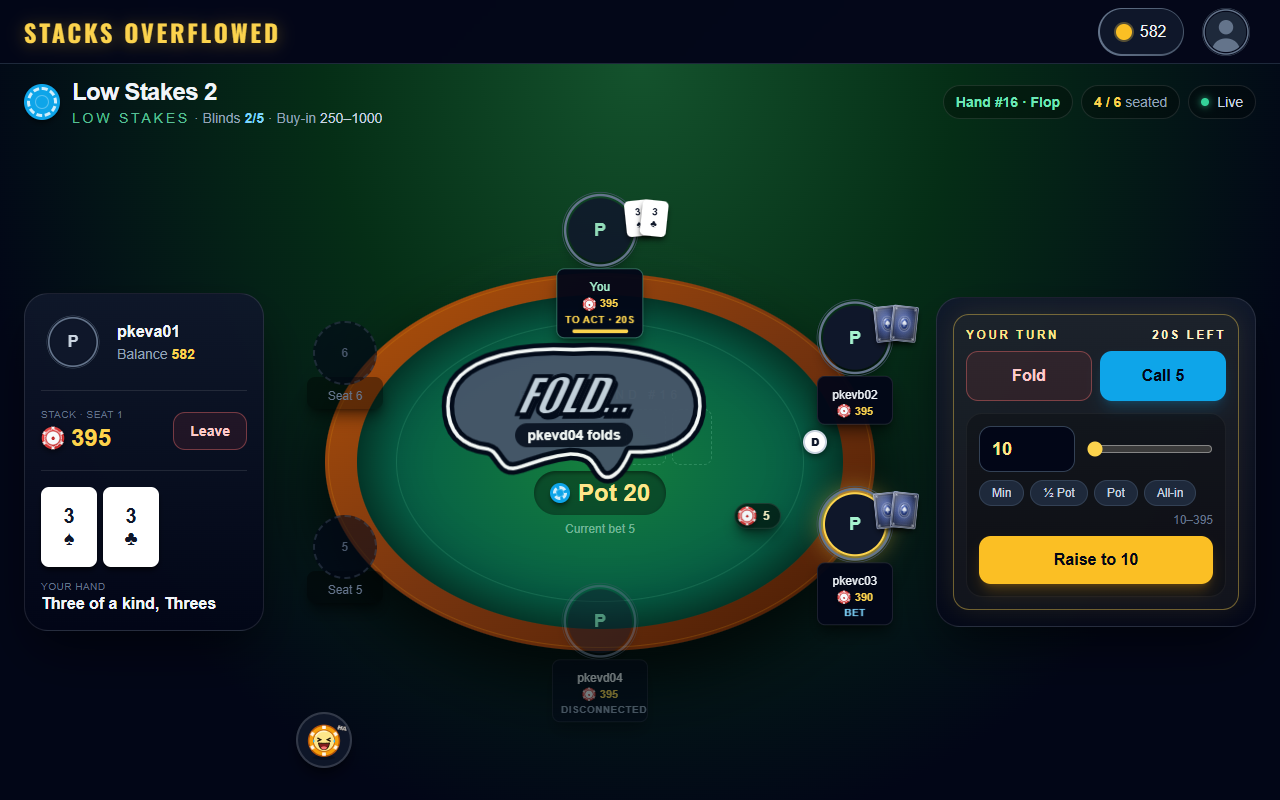 STACKS OVERFLOWED
582
Low Stakes 2
LOW STAKES · Blinds 2/5 · Buy-in 250–1000
Hand #16 · Flop
4 / 6 seated
Live
P
3 3
You
395
TO ACT · 20S
P
pkeva01
Balance 582
STACK · SEAT 1
395
Leave
3
3
YOUR HAND
Three of a kind, Threes
6
Seat 6
5
Seat 5
FOLD...
pkevd04 folds
Pot 20
Current bet 5
P
pkevb02
395
D
5
P
pkevc03
390
BET
P
pkevd04
395
DISCONNECTED
HA
YOUR TURN
20S LEFT
Fold
Call 5
10
Min
½ Pot
Pot
All-in
10–395
Raise to 10